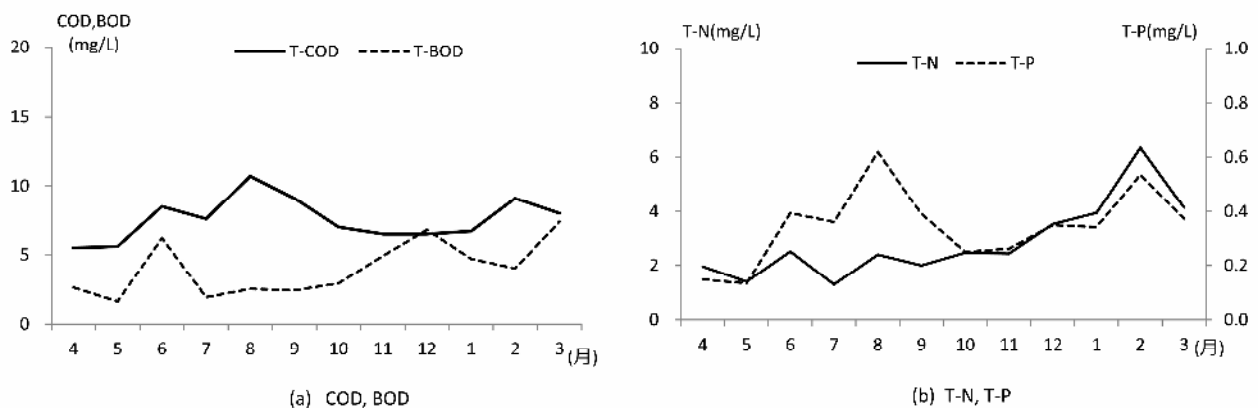 COD,BOD
(mg/L)
T-COD T-BOD
20
15
10
5
0
4 5 6 7 8 9 10 11 12 1 2 3 (月)
(a) COD, BOD
T-N(mg/L) T-P(mg/L)
T-N T-P
10 1.0
8 0.8
6 0.6
4 0.4
2 0.2
0 0.0
4 5 6 7 8 9 10 11 12 1 2 3 (月)
(b) T-N, T-P